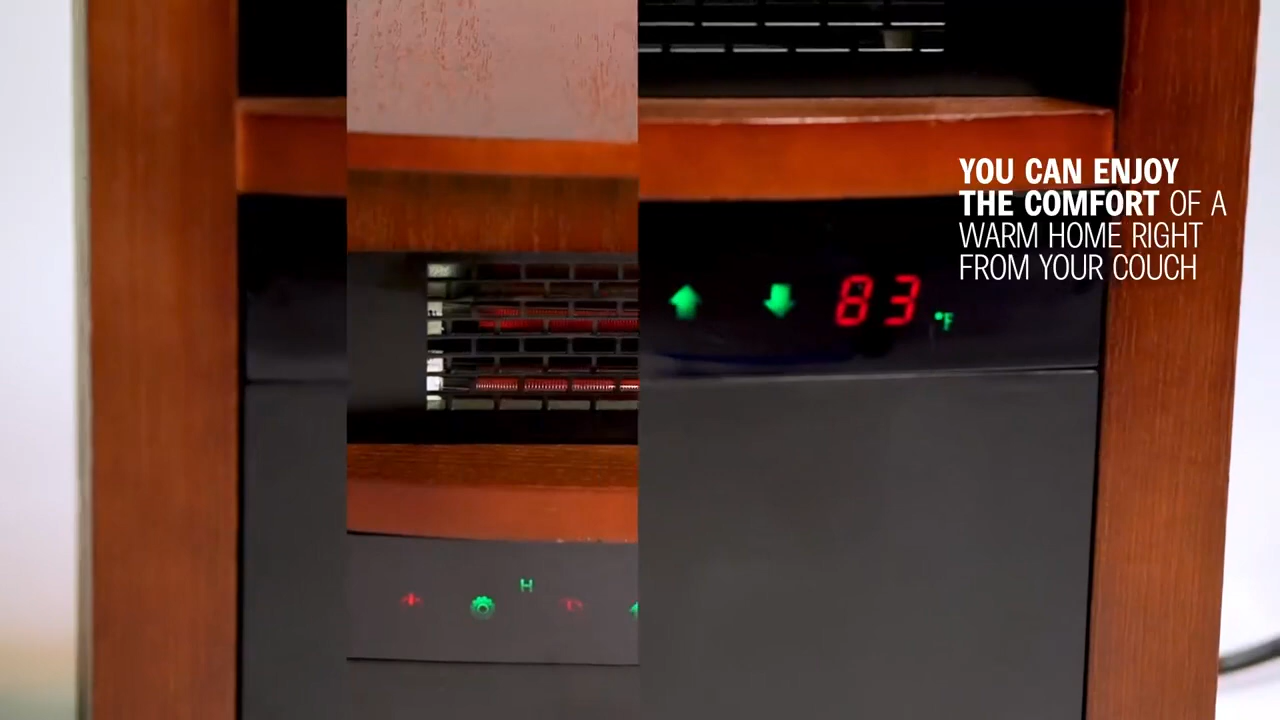 YOU CAN ENJOY
THE COMFORT OF A
WARM HOME RIGHT
FROM YOUR COUCH
83 °F
H